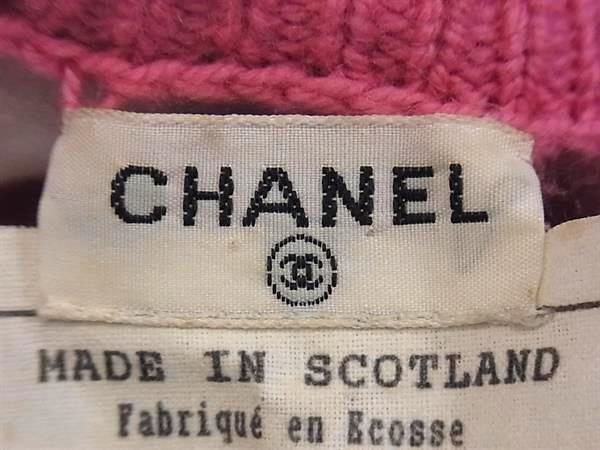 CHANEL
MADE IN SCOTLAND
Fabriqué en Ecosse